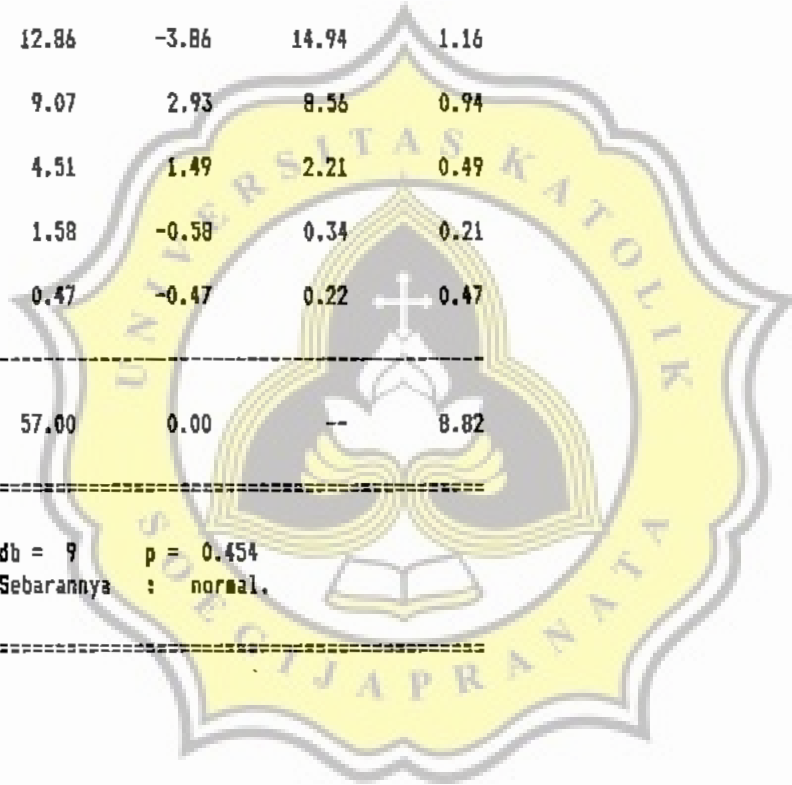 12.86 -3.86 14.94 1.16
9.07 2.93 8.56 0.94
4.51 1.49 2.21 0.49
1.58 -0.58 0.34 0.21
0.47 -0.47 0.22 0.47
-----------------------------------------
57.00 0.00 -- 8.82
=========================================
db = 9 p = 0.454
Sebarannya : normal.
=========================================
UNIVERSITAS KATOLIK
SOEGIJAPRANATA